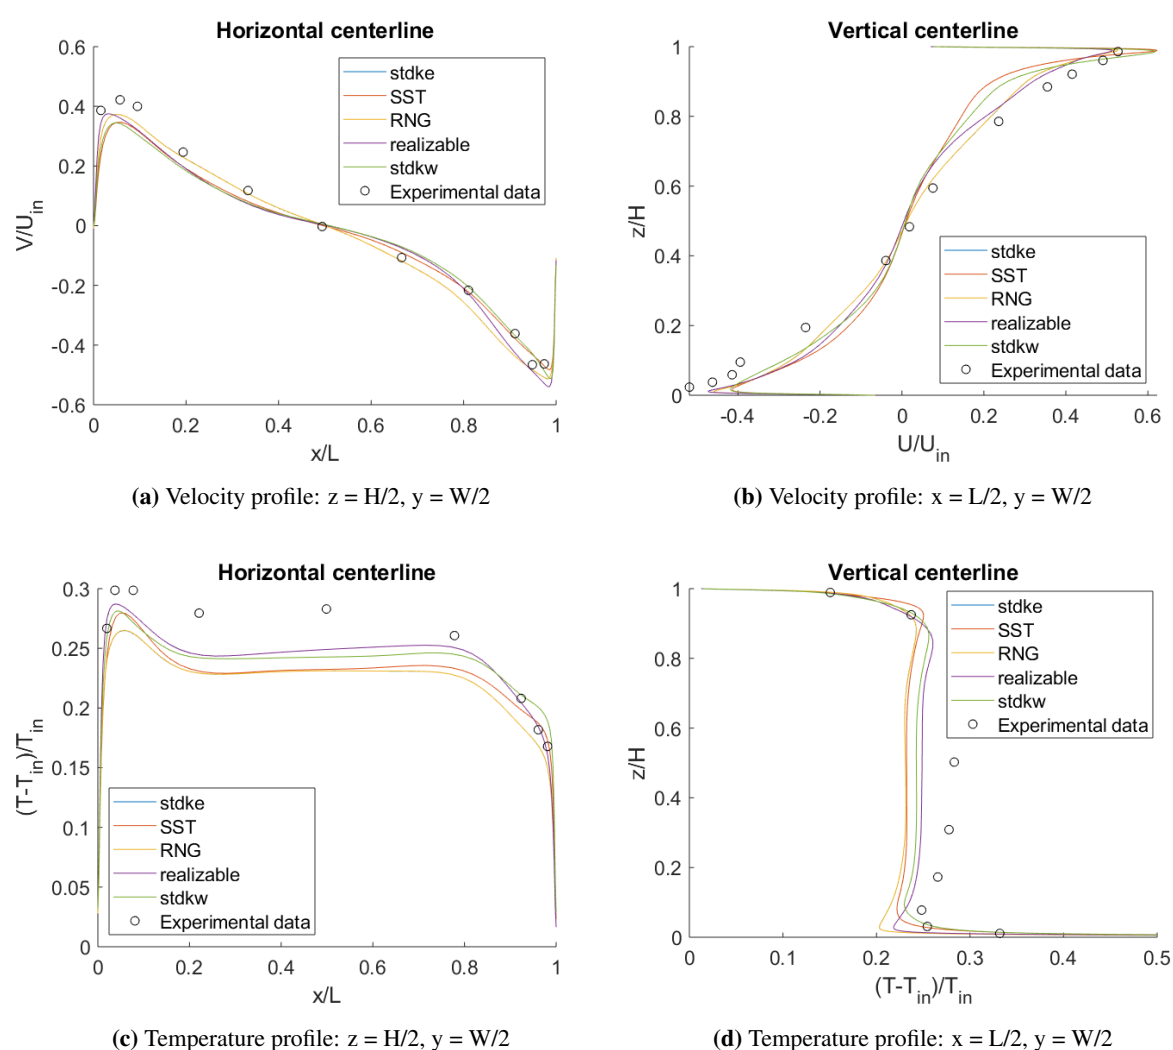 Horizontal centerline
0.6
0.4
0.2
0
-0.2
-0.4
-0.6
V/U_in
0 0.2 0.4 0.6 0.8 1
x/L
stdke
SST
RNG
realizable
stdkw
Experimental data
(a) Velocity profile: z = H/2, y = W/2
Vertical centerline
1
0.8
0.6
0.4
0.2
0
z/H
-0.4 -0.2 0 0.2 0.4 0.6
U/U_in
stdke
SST
RNG
realizable
stdkw
Experimental data
(b) Velocity profile: x = L/2, y = W/2
Horizontal centerline
0.3
0.25
0.2
0.15
0.1
0.05
0
(T-T_in)/T_in
0 0.2 0.4 0.6 0.8 1
x/L
stdke
SST
RNG
realizable
stdkw
Experimental data
(c) Temperature profile: z = H/2, y = W/2
Vertical centerline
1
0.8
0.6
0.4
0.2
0
z/H
0 0.1 0.2 0.3 0.4 0.5
(T-T_in)/T_in
stdke
SST
RNG
realizable
stdkw
Experimental data
(d) Temperature profile: x = L/2, y = W/2